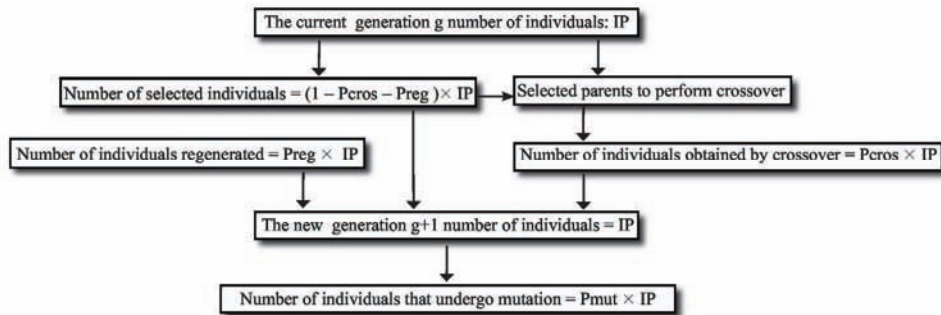 The current generation g number of individuals: IP
Number of selected individuals = (1 – Pcros – Preg ) × IP
Selected parents to perform crossover
Number of individuals regenerated = Preg × IP
Number of individuals obtained by crossover = Pcros × IP
The new generation g+1 number of individuals = IP
Number of individuals that undergo mutation = Pmut × IP